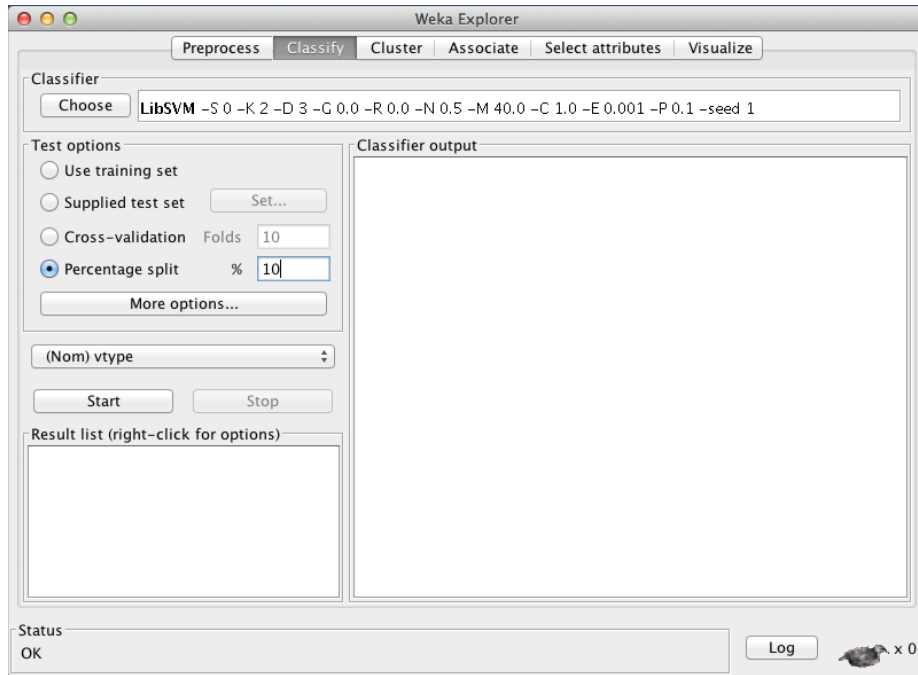 Weka Explorer
Preprocess Classify Cluster Associate Select attributes Visualize
Classifier
Choose LibSVM -S 0 -K 2 -D 3 -G 0.0 -R 0.0 -N 0.5 -M 40.0 -C 1.0 -E 0.001 -P 0.1 -seed 1
Test options
Use training set
Supplied test set Set...
Cross-validation Folds 10
Percentage split % 10
More options...
(Nom) vtype
Start Stop
Result list (right-click for options)
Classifier output
Status
OK
Log x 0